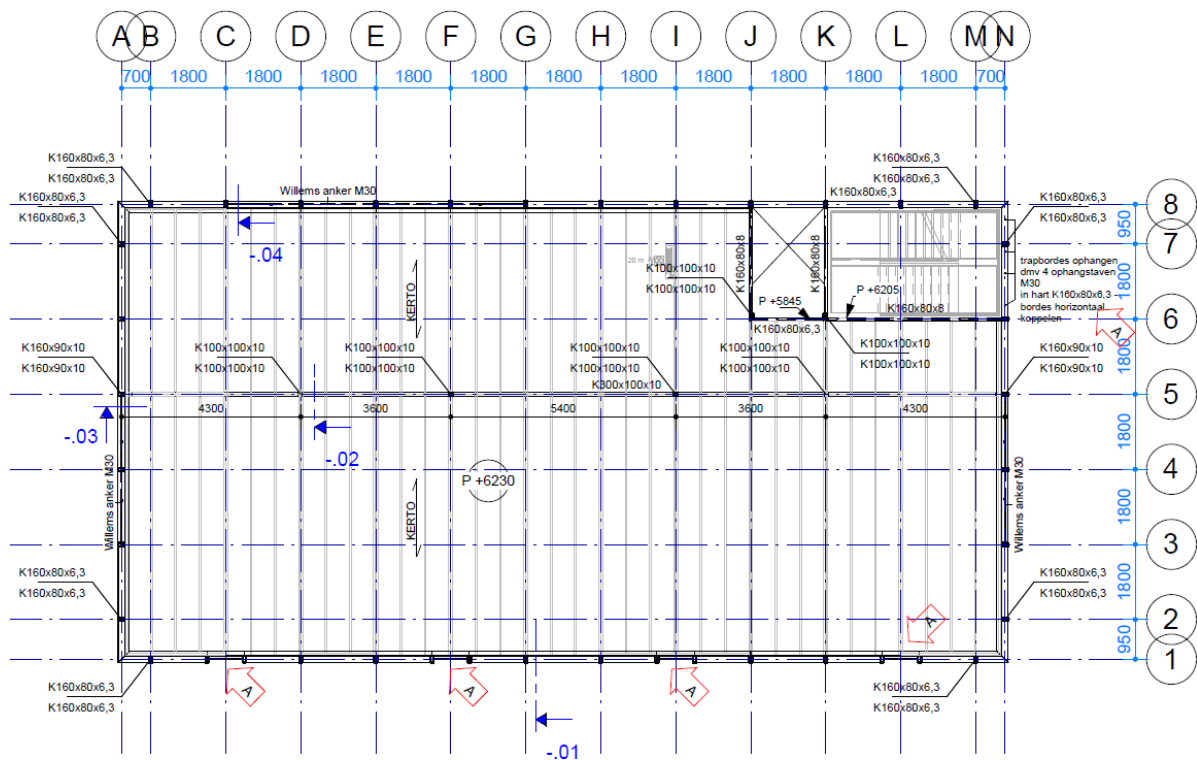 A B C D E F G H I J K L M N
700 1800 1800 1800 1800 1800 1800 1800 1800 1800 1800 1800 700
K160x80x6,3
K160x80x6,3
K160x80x6,3
K160x80x6,3
Willems anker M30
K160x80x6,3
K160x80x6,3
K160x80x6,3
K160x80x6,3
K160x80x6,3
8
950
7
-.04
KERTO
K100x100x10
K100x100x10
K160x80x8
K160x80x8
trapbordes ophangen
dmv 4 ophangstaven
M30
in hart K160x80x6,3
bordes horizontaal
koppelen
1800
P +5845
P +6205
K160x80x8
K160x80x6,3
6
A
K160x90x10
K160x90x10
K100x100x10
K100x100x10
K100x100x10
K100x100x10
K100x100x10
K100x100x10
K300x100x10
K100x100x10
K100x100x10
K100x100x10
K100x100x10
K160x90x10
K160x90x10
1800
5
4300 3600 5400 3600 4300
-.03
-.02
1800
4
Willems anker M30
P +6230
KERTO
Willems anker M30
1800
3
K160x80x6,3
K160x80x6,3
K160x80x6,3
K160x80x6,3
1800
A
2
950
1
K160x80x6,3
K160x80x6,3
A
A
A
K160x80x6,3
K160x80x6,3
-.01